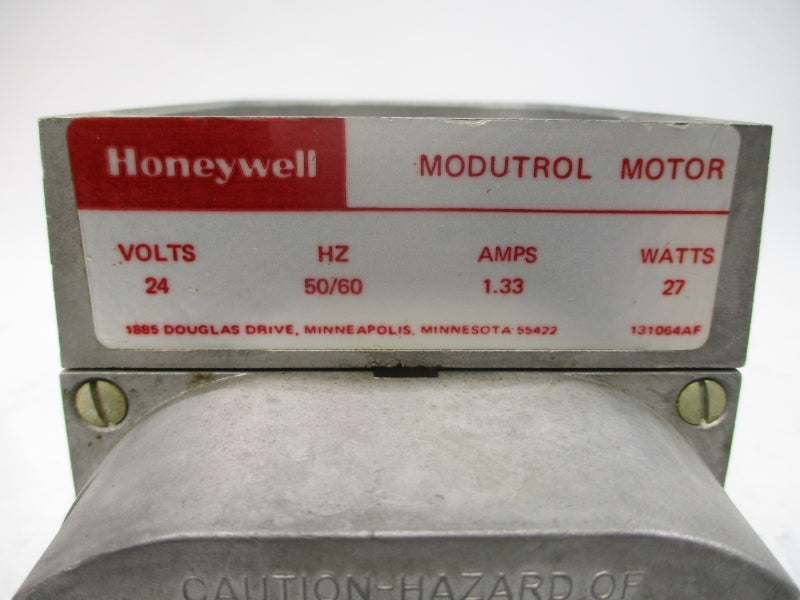 Honeywell MODUTROL MOTOR
VOLTS HZ AMPS WATTS
24 50/60 1.33 27
1885 DOUGLAS DRIVE, MINNEAPOLIS, MINNESOTA 55422 131064AF
CAUTION-HAZARD OF